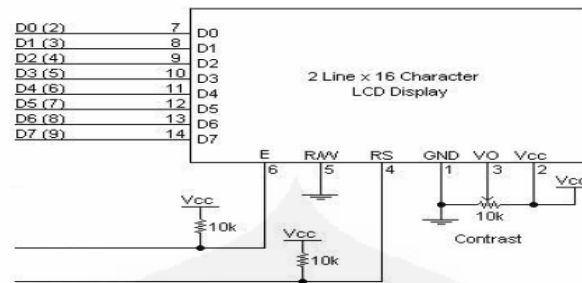 D0 (2) 7 D0
D1 (3) 8 D1
D2 (4) 9 D2
D3 (5) 10 D3
D4 (6) 11 D4
D5 (7) 12 D5
D6 (8) 13 D6
D7 (9) 14 D7
2 Line x 16 Character
LCD Display
E R/W RS GND VO Vcc
6 5 4 1 3 2
Vcc
Vcc
10k
10k
Contrast
Vcc
10k